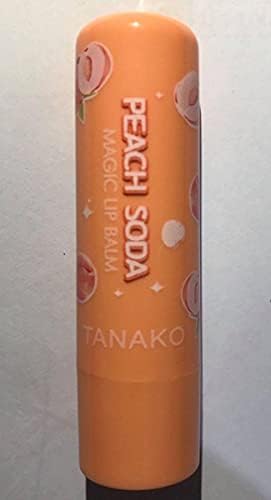 PEACH SODA
MAGIC LIP BALM
TANAKO